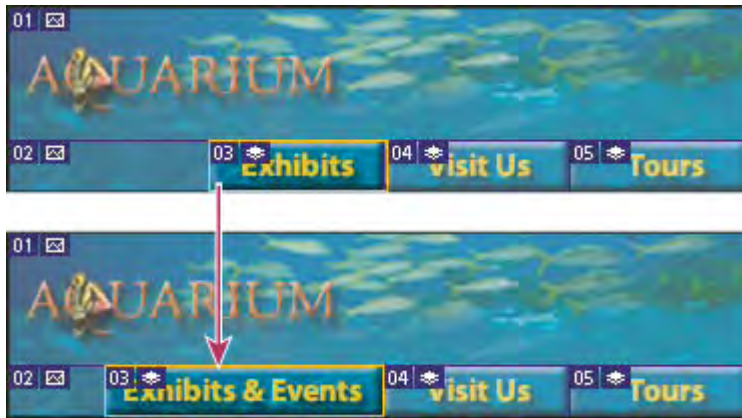 01
AQUARIUM
02 03 Exhibits 04 Visit Us 05 Tours
01
AQUARIUM
02 03 Exhibits & Events 04 Visit Us 05 Tours